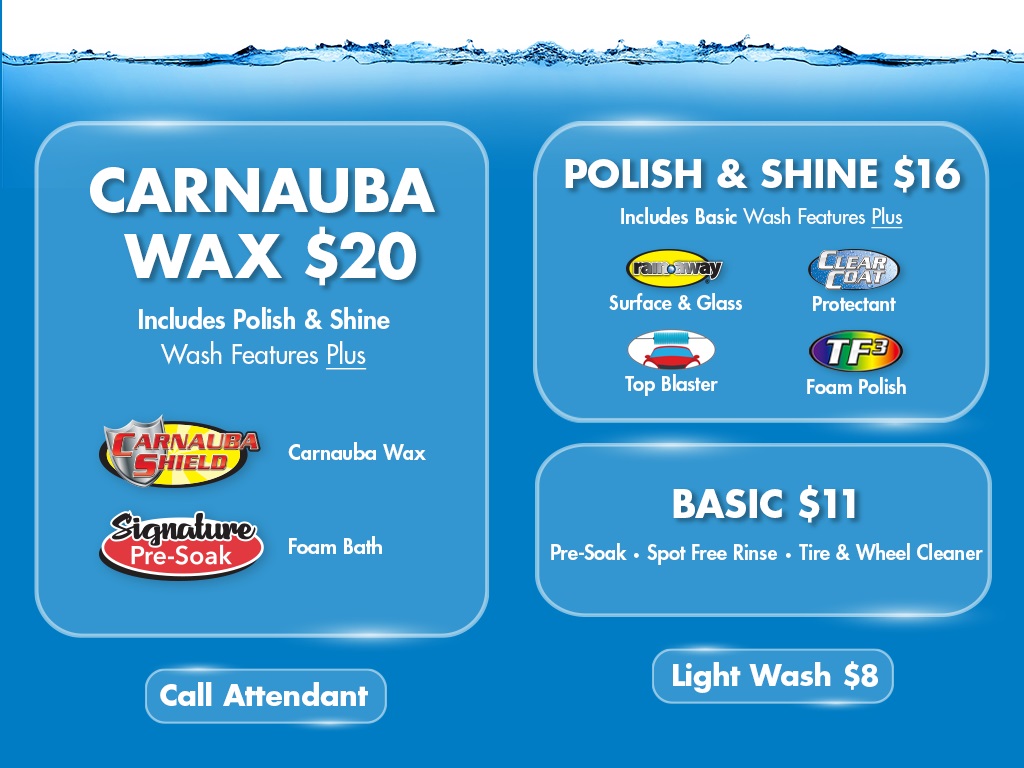 CARNAUBA
WAX $20
Includes Polish & Shine
Wash Features Plus
CARNAUBA
SHIELD
Carnauba Wax
Signature
Pre-Soak
Foam Bath
Call Attendant
POLISH & SHINE $16
Includes Basic Wash Features Plus
rain·away
Surface & Glass
CLEAR
COAT
Protectant
Top Blaster
TF3
Foam Polish
BASIC $11
Pre-Soak • Spot Free Rinse • Tire & Wheel Cleaner
Light Wash $8